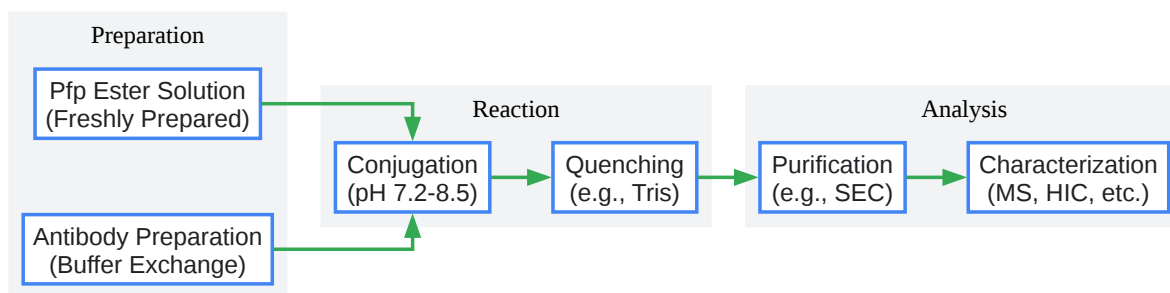 Preparation
Pfp Ester Solution
(Freshly Prepared)
Antibody Preparation
(Buffer Exchange)
Reaction
Conjugation
(pH 7.2-8.5)
Quenching
(e.g., Tris)
Analysis
Purification
(e.g., SEC)
Characterization
(MS, HIC, etc.)